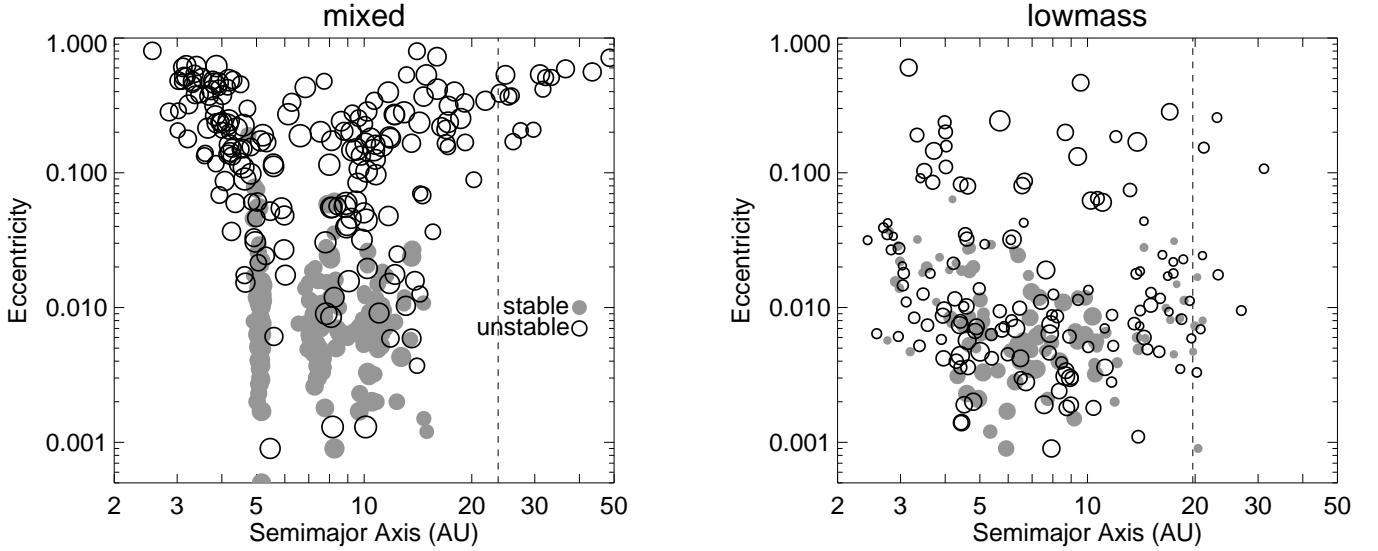 mixed
1.000
0.100
0.010
0.001
Eccentricity
stable
unstable
2 3 5 10 20 30 50
Semimajor Axis (AU)
lowmass
1.000
0.100
0.010
0.001
Eccentricity
2 3 5 10 20 30 50
Semimajor Axis (AU)